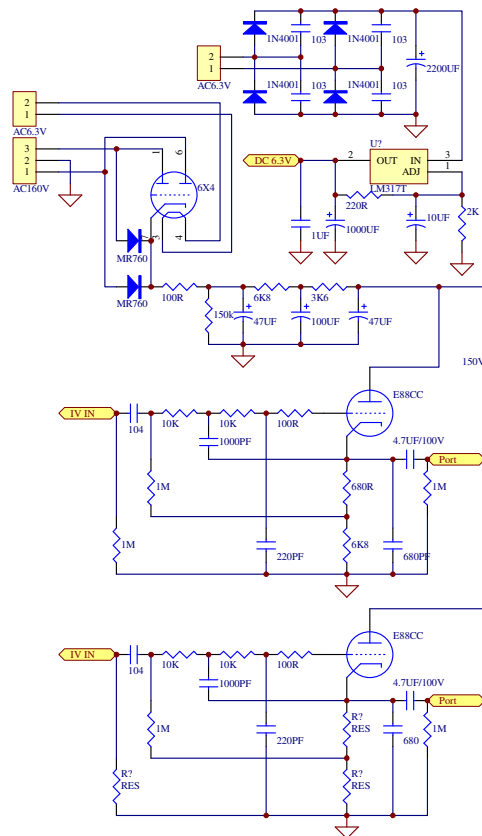 1N4001
103
1N4001
103
2
1
AC6.3V
2200UF
1N4001
103
1N4001
103
2
1
AC6.3V
3
2
1
AC160V
1
6
6X4
7
3
4
MR760
MR760
DC 6.3V
2
U?
OUT IN
ADJ
3
1
LM317T
220R
1UF
1000UF
10UF
2K
100R
150k
6K8
3K6
47UF
100UF
47UF
150V
E88CC
IV IN
104
10K
10K
100R
1000PF
4.7UF/100V
Port
1M
680R
1M
1M
220PF
6K8
680PF
E88CC
IV IN
104
10K
10K
100R
1000PF
4.7UF/100V
Port
1M
R?
RES
1M
220PF
680
R?
RES
R?
RES